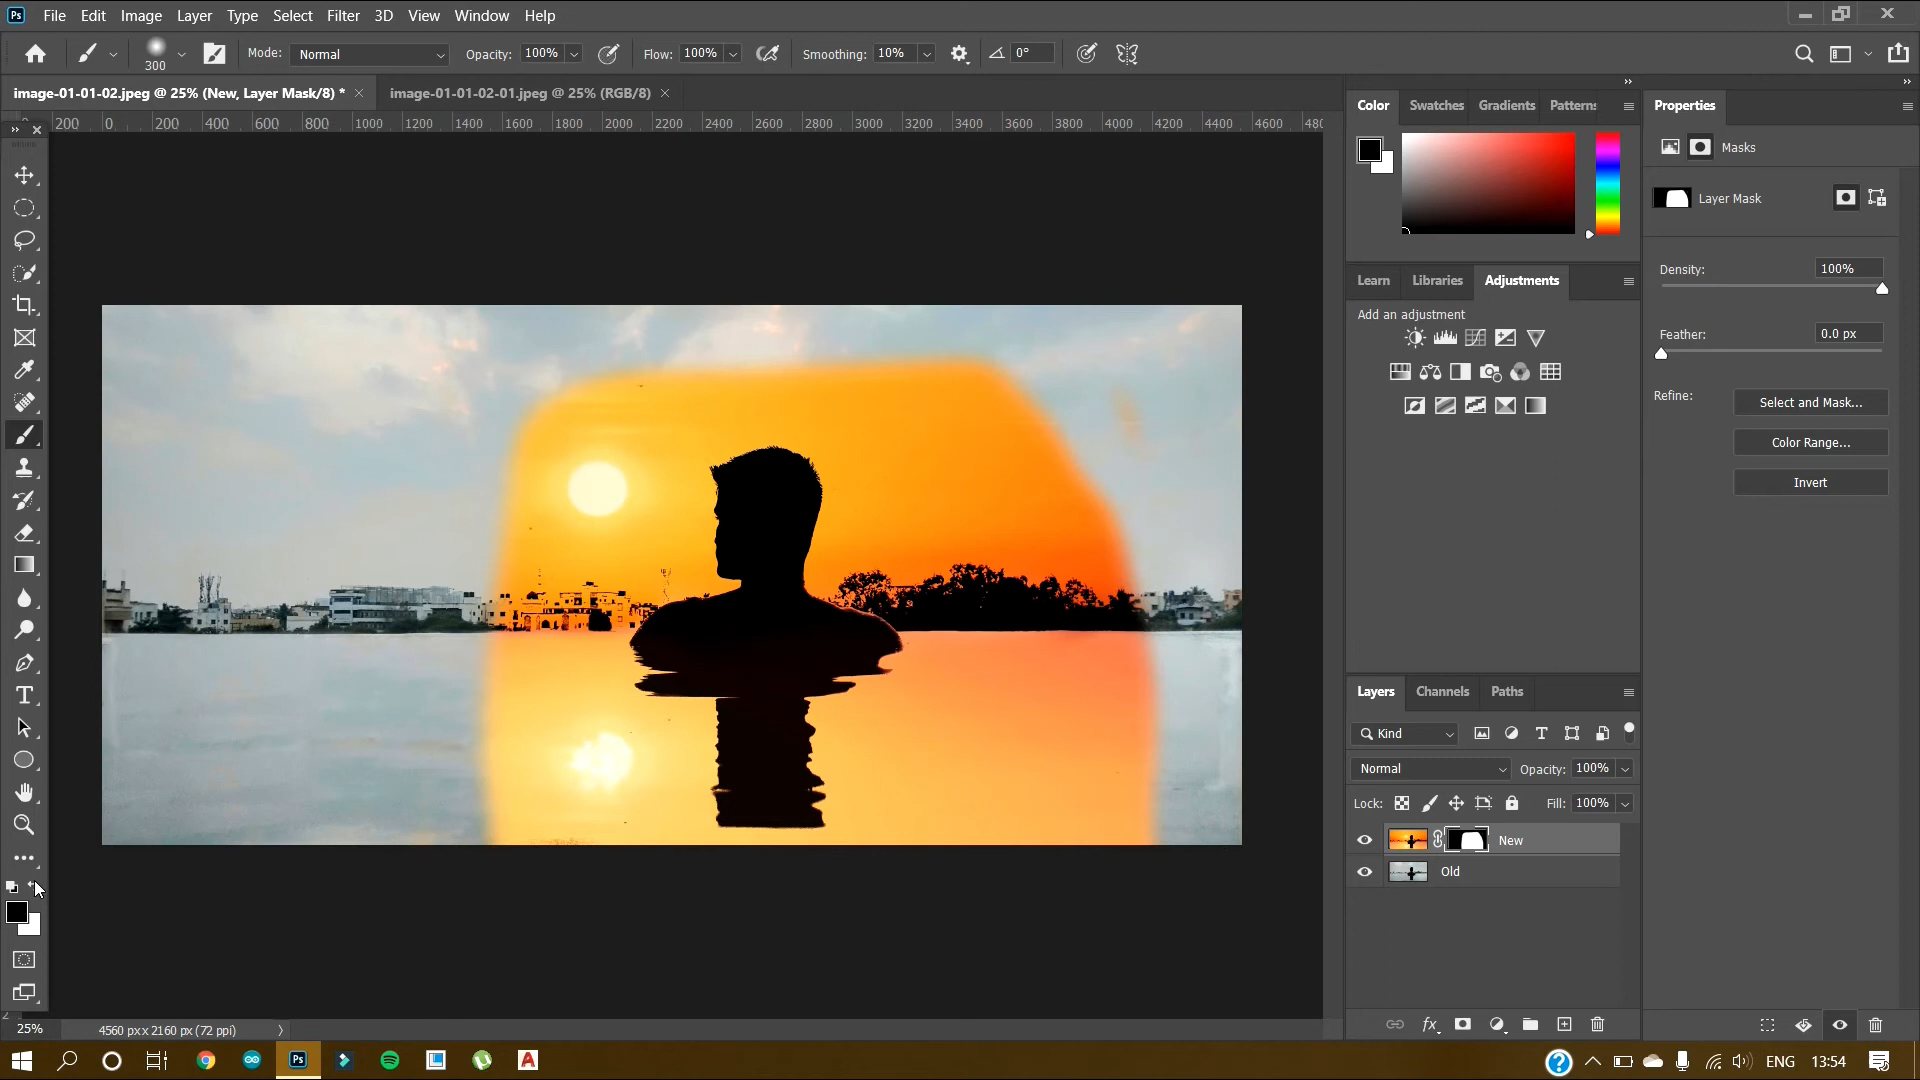 Ps File Edit Image Layer Type Select Filter 3D View Window Help
300 Mode: Normal Opacity: 100% Flow: 100% Smoothing: 10% 0°
image-01-01-02.jpeg @ 25% (New, Layer Mask/8) * image-01-01-02-01.jpeg @ 25% (RGB/8)
200 0 200 400 600 800 1000 1200 1400 1600 1800 2000 2200 2400 2600 2800 3000 3200 3400 3600 3800 4000 4200 4400 4600 480
Color Swatches Gradients Patterns
Properties
Masks
Layer Mask
Density: 100%
Feather: 0.0 px
Refine: Select and Mask...
Color Range...
Invert
Learn Libraries Adjustments
Add an adjustment
Layers Channels Paths
Kind
Normal Opacity: 100%
Lock: Fill: 100%
New
Old
25% 4560 px x 2160 px (72 ppi)
Ps ENG 13:54